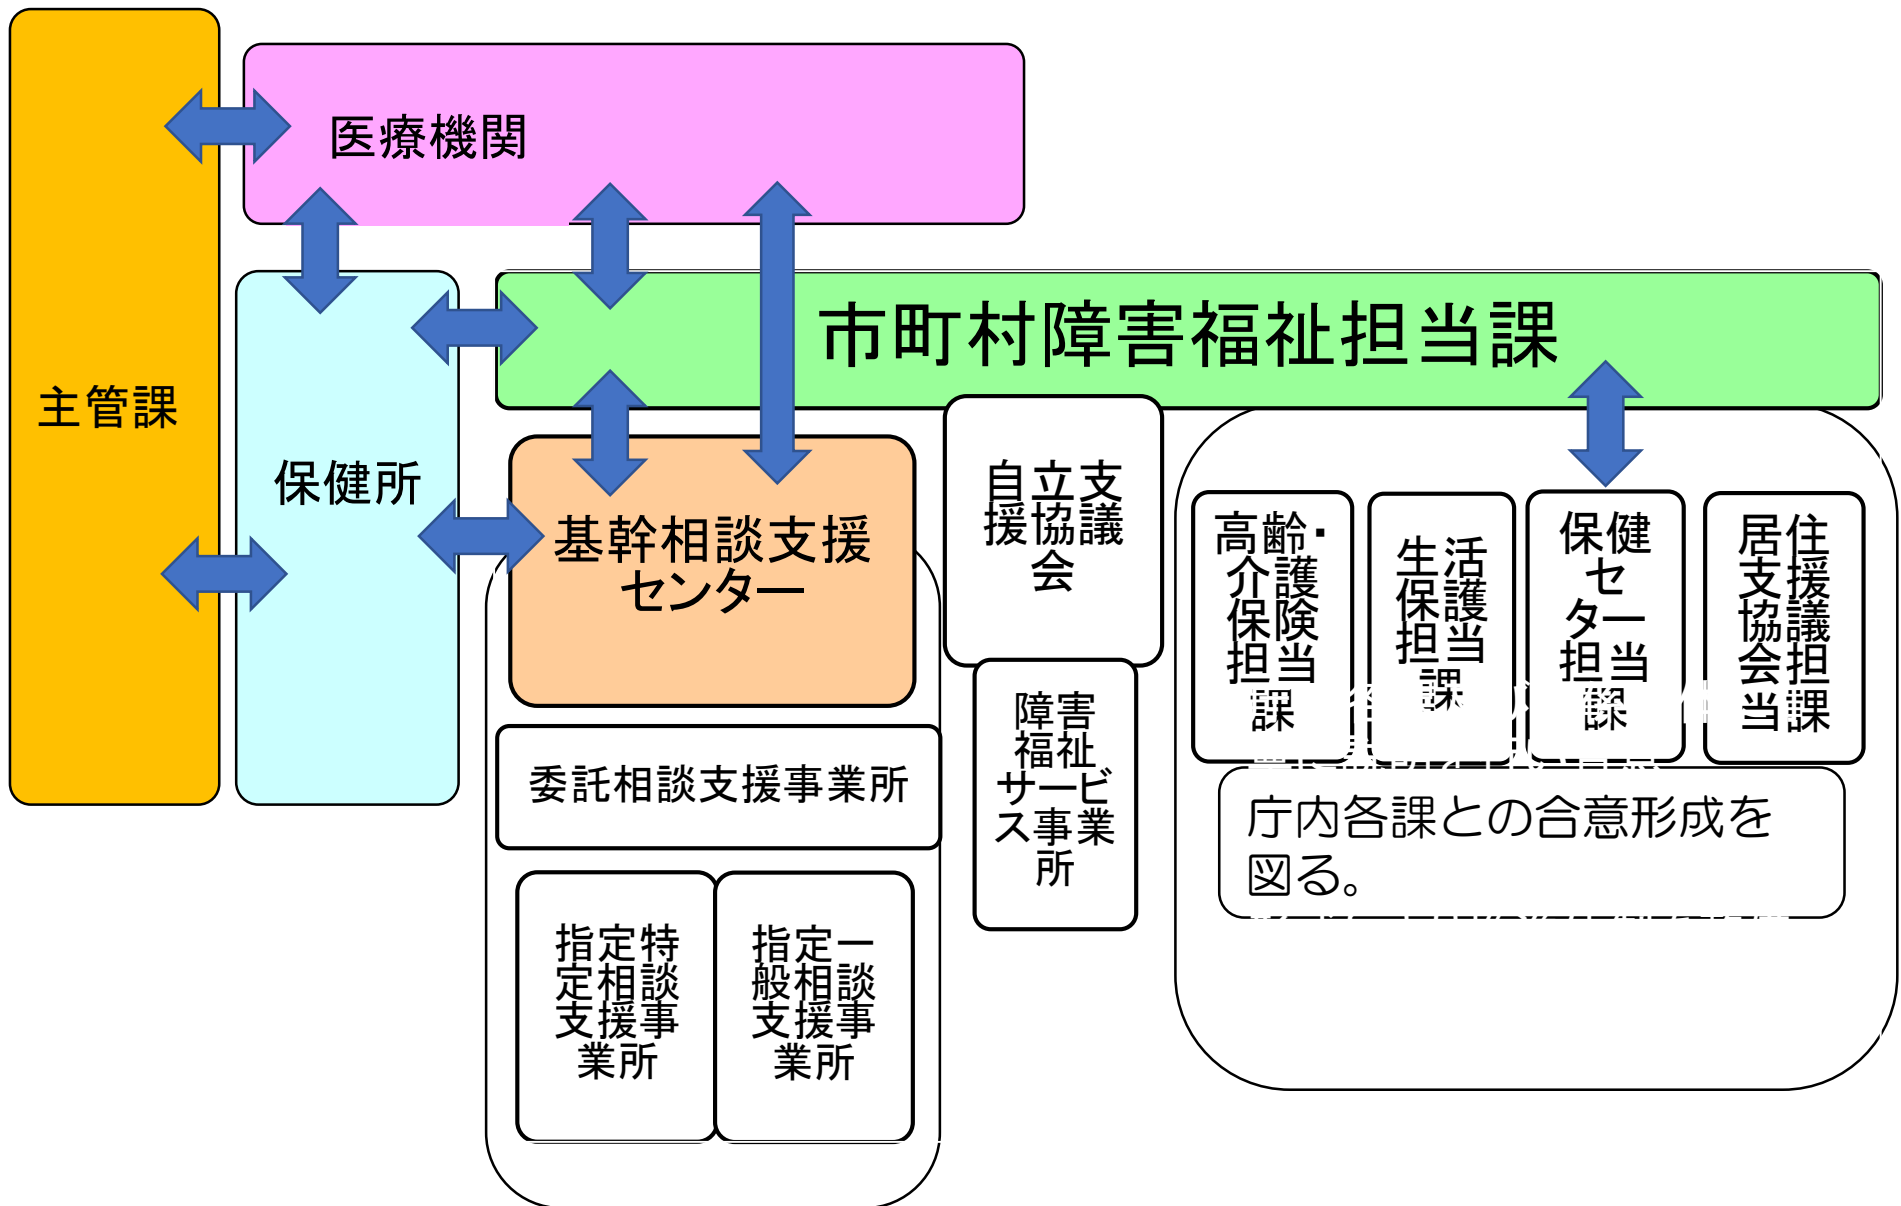 医療機関
主管課
保健所
市町村障害福祉担当課
基幹相談支援
センター
自立支
援協議
会
高齢・
介護
保険
担当
課
生活
保護
担当
課
保健
セ
ター
担当
課
居住
支援
協議
会担
当課
障害
福祉
サービ
ス事業
所
委託相談支援事業所
指定特
定相談
支援事
業所
指定一
般相談
支援事
業所
庁内各課との合意形成を
図る。